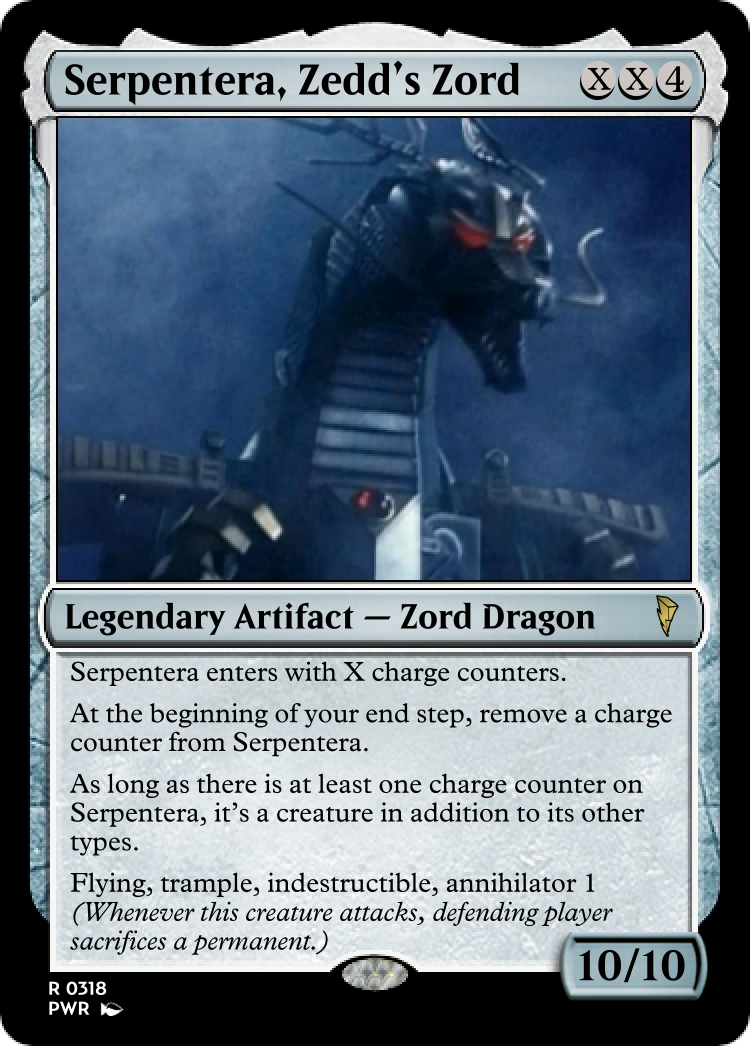 Serpentera, Zedd's Zord XX4
Legendary Artifact — Zord Dragon
Serpentera enters with X charge counters.
At the beginning of your end step, remove a charge
counter from Serpentera.
As long as there is at least one charge counter on
Serpentera, it's a creature in addition to its other
types.
Flying, trample, indestructible, annihilator 1
(Whenever this creature attacks, defending player
sacrifices a permanent.)
10/10
R 0318
PWR